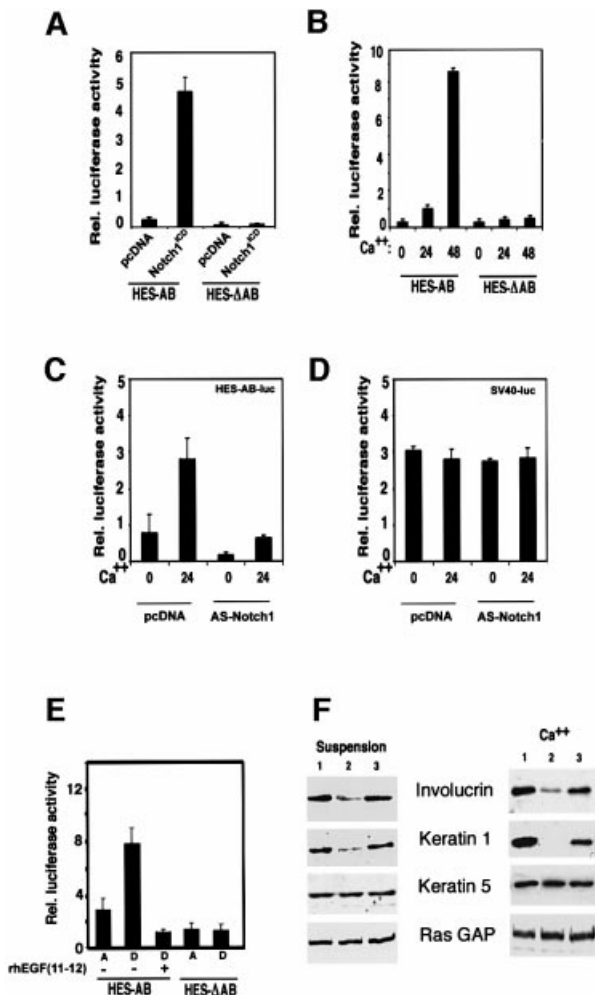 A
Rel. luciferase activity
6
5
4
3
2
1
0
pcDNA
Notch1ICD
pcDNA
Notch1ICD
HES-AB
HES-ΔAB
B
Rel. luciferase activity
10
8
6
4
2
0
Ca++: 0 24 48 0 24 48
HES-AB
HES-ΔAB
C
Rel. luciferase activity
HES-AB-luc
5
4
3
2
1
0
Ca++ 0 24 0 24
pcDNA
AS-Notch1
D
Rel. luciferase activity
SV40-luc
5
4
3
2
1
0
Ca++ 0 24 0 24
pcDNA
AS-Notch1
E
Rel. luciferase activity
12
8
4
0
A D D A D
rhEGF(11-12) - - +
HES-AB
HES-ΔAB
F
Suspension
1 2 3
Ca++
1 2 3
Involucrin
Keratin 1
Keratin 5
Ras GAP